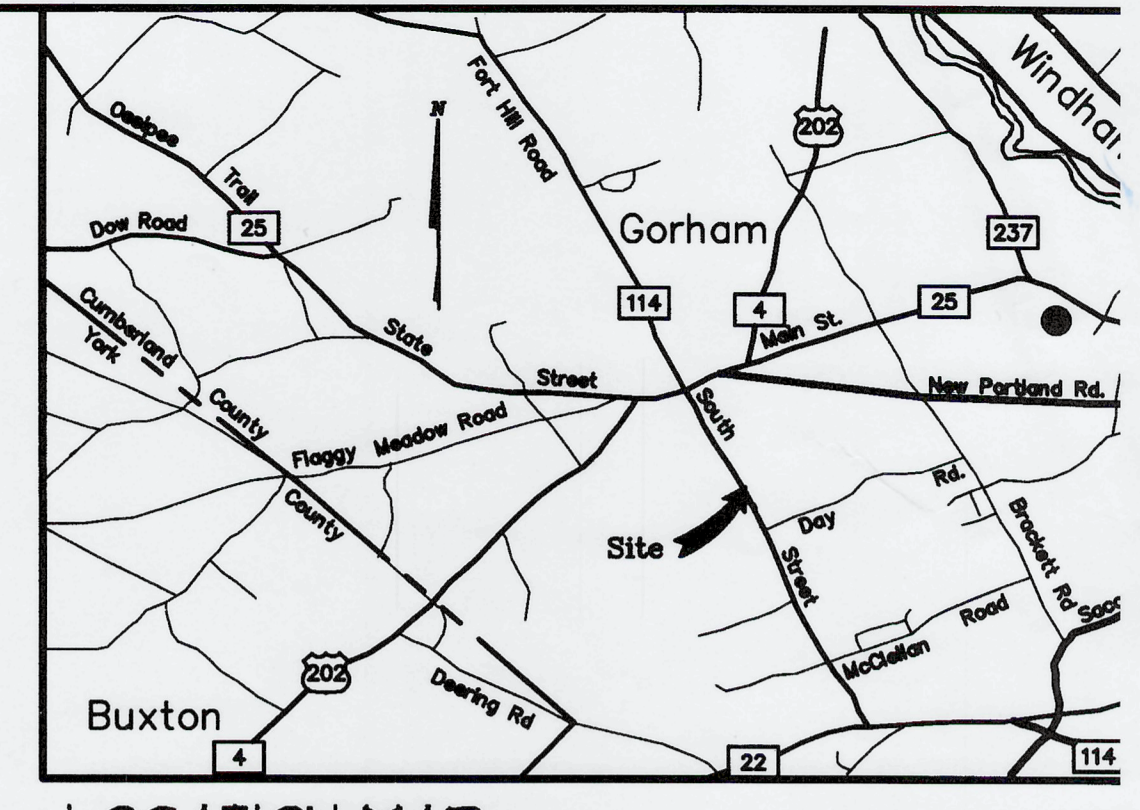 Windham
Fort Hill Road
N
202
Ossipee
Trail
25
Dow Road
Gorham
237
114
4
25
Main St.
Cumberland
York
State
Street
County
New Portland Rd.
South
Flaggy Meadow Road
County
Rd.
Day
Site
Brackett Rd
Street
Road
Saco
McClellan
202
Deering Rd
Buxton
4
22
114